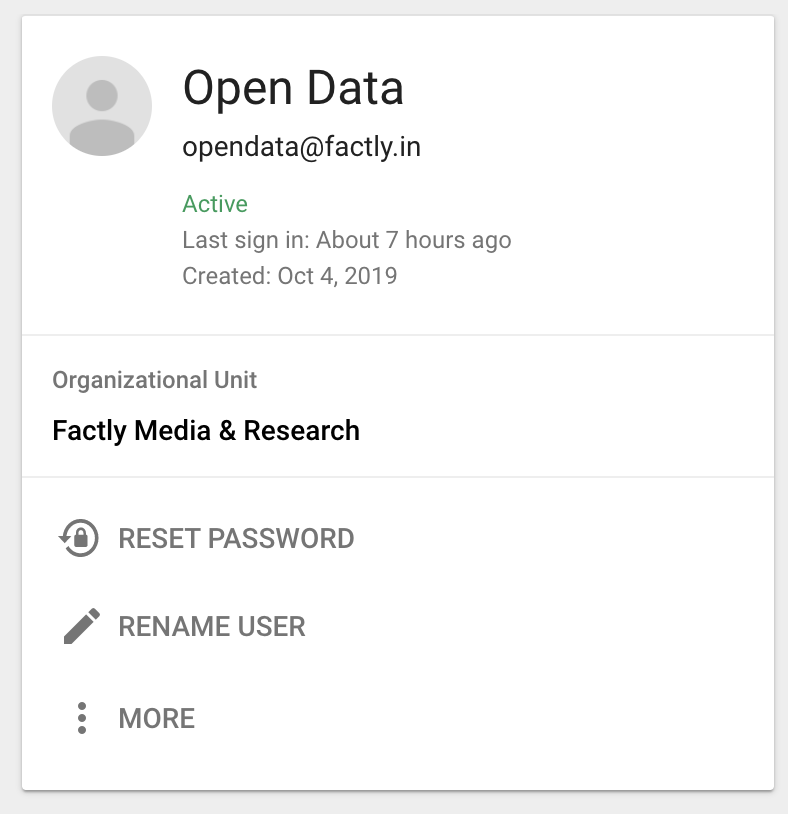 Open Data
opendata@factly.in
Active
Last sign in: About 7 hours ago
Created: Oct 4, 2019
Organizational Unit
Factly Media & Research
RESET PASSWORD
RENAME USER
MORE